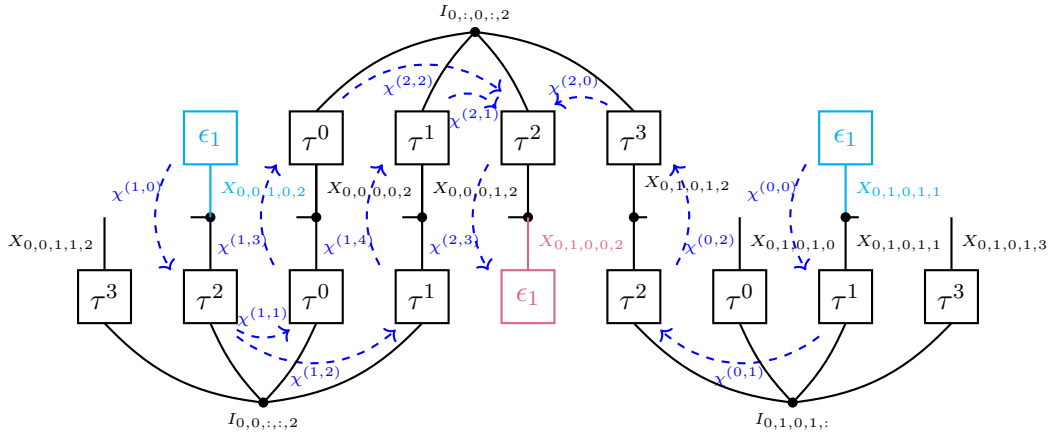 I_{0,:,0,:,2}
χ^{(2,2)} χ^{(2,0)}
ϵ_1 τ^0 τ^1 χ^{(2,1)} τ^2 τ^3 ϵ_1
χ^{(1,0)} X_{0,0,1,0,2} X_{0,0,0,0,2} X_{0,0,0,1,2} X_{0,1,0,1,2} χ^{(0,0)} X_{0,1,0,1,1}
X_{0,0,1,1,2} χ^{(1,3)} χ^{(1,4)} χ^{(2,3)} X_{0,1,0,0,2} χ^{(0,2)} X_{0,1,0,1,0} X_{0,1,0,1,1} X_{0,1,0,1,3}
τ^3 τ^2 τ^0 τ^1 ϵ_1 τ^2 τ^0 τ^1 τ^3
χ^{(1,1)}
χ^{(1,2)} χ^{(0,1)}
I_{0,0,:,:,2} I_{0,1,0,1,:}